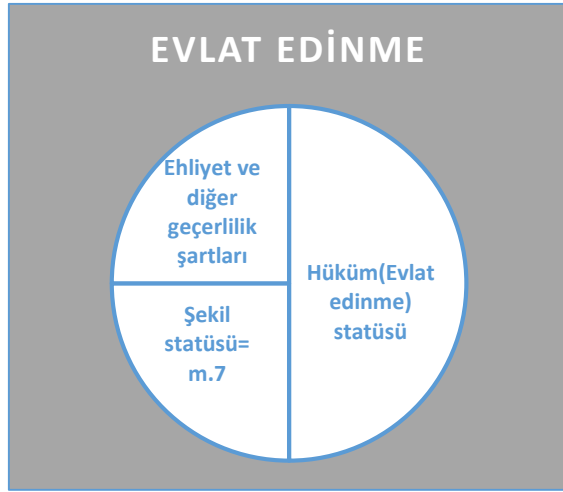 EVLAT EDİNME
Ehliyet ve
diğer
geçerlilik
şartları
Hüküm(Evlat
edinme)
statüsü
Şekil
statüsü=
m.7